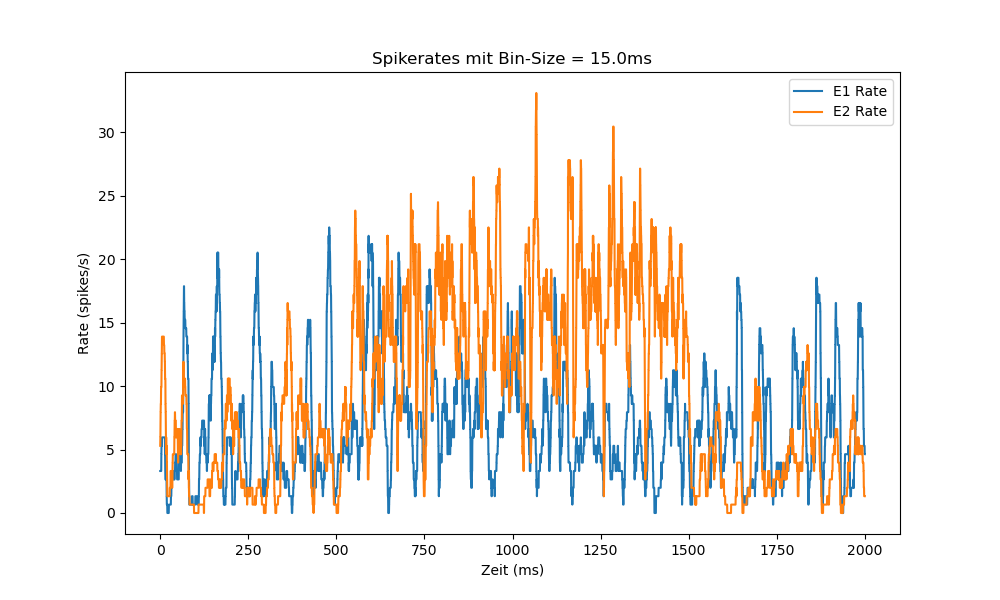 Spikerates mit Bin-Size = 15.0ms
E1 Rate
E2 Rate
Rate (spikes/s)
30
25
20
15
10
5
0
0 250 500 750 1000 1250 1500 1750 2000
Zeit (ms)